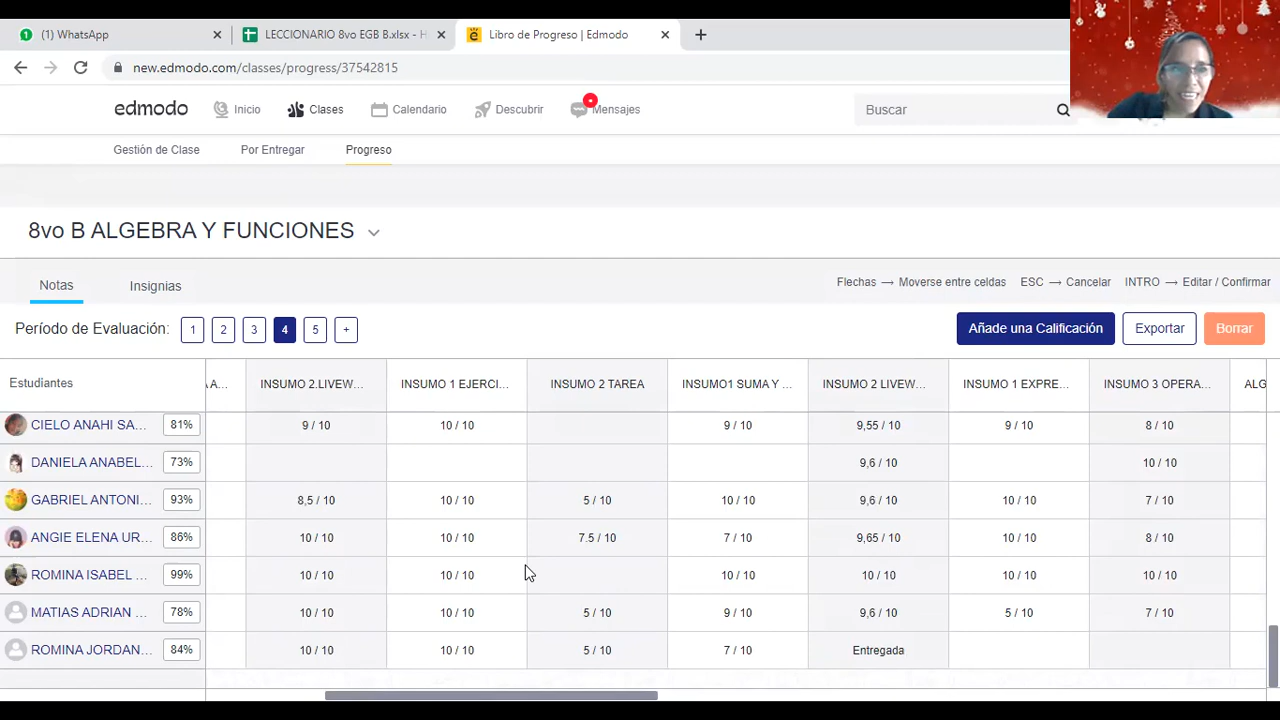 (1) WhatsApp
LECCIONARIO 8vo EGB B.xlsx - H
Libro de Progreso | Edmodo
new.edmodo.com/classes/progress/37542815
edmodo Inicio Clases Calendario Descubrir Mensajes Buscar
Gestión de Clase Por Entregar Progreso
8vo B ALGEBRA Y FUNCIONES
Notas Insignias Flechas → Moverse entre celdas ESC → Cancelar INTRO → Editar / Confirmar
Período de Evaluación: 1 2 3 4 5 + Añade una Calificación Exportar Borrar
Estudiantes A... INSUMO 2.LIVEW... INSUMO 1 EJERCI... INSUMO 2 TAREA INSUMO1 SUMA Y ... INSUMO 2 LIVEW... INSUMO 1 EXPRE... INSUMO 3 OPERA... ALG
CIELO ANAHI SA... 81% 9 / 10 10 / 10 9 / 10 9,55 / 10 9 / 10 8 / 10
DANIELA ANABEL... 73% 9,6 / 10 10 / 10
GABRIEL ANTONI... 93% 8,5 / 10 10 / 10 5 / 10 10 / 10 9,6 / 10 10 / 10 7 / 10
ANGIE ELENA UR... 86% 10 / 10 10 / 10 7.5 / 10 7 / 10 9,65 / 10 10 / 10 8 / 10
ROMINA ISABEL ... 99% 10 / 10 10 / 10 10 / 10 10 / 10 10 / 10 10 / 10
MATIAS ADRIAN ... 78% 10 / 10 10 / 10 5 / 10 9 / 10 9,6 / 10 5 / 10 7 / 10
ROMINA JORDAN... 84% 10 / 10 10 / 10 5 / 10 7 / 10 Entregada